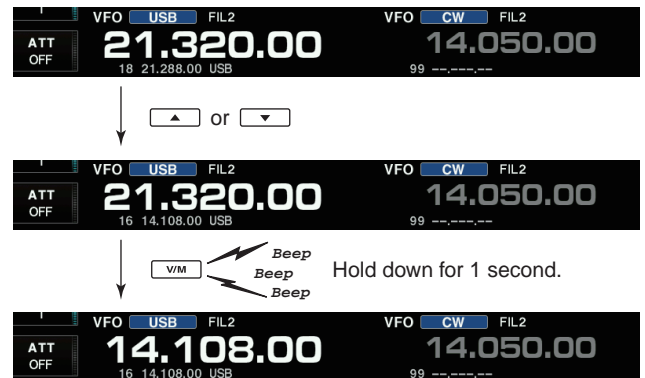 VFO USB FIL2 VFO CW FIL2
ATT OFF 21.320.00 14.050.00
18 21.288.00 USB 99 --,---,--
▲ or ▼
VFO USB FIL2 VFO CW FIL2
ATT OFF 21.320.00 14.050.00
16 14.108.00 USB 99 --,---,--
V/M Beep Beep Beep Hold down for 1 second.
VFO USB FIL2 VFO CW FIL2
ATT OFF 14.108.00 14.050.00
16 14.108.00 USB 99 --,---,--